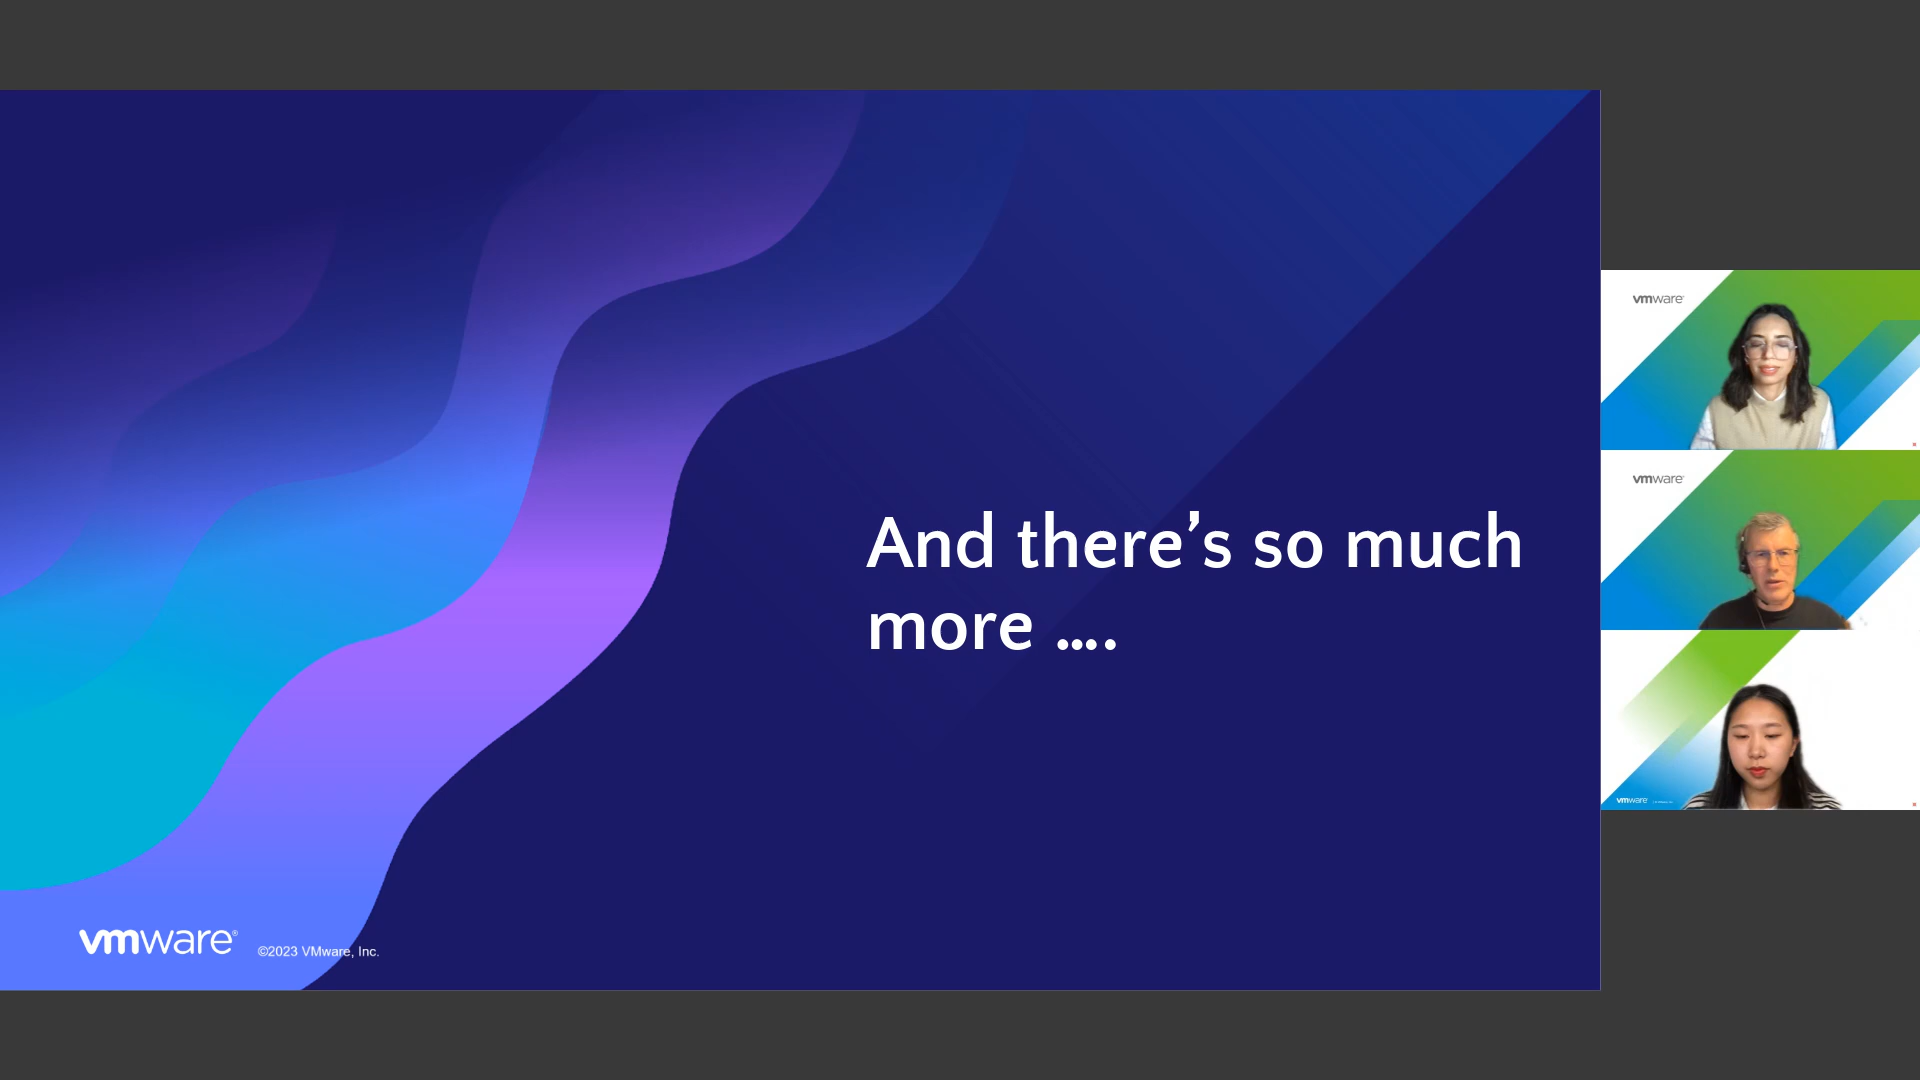 And there’s so much
more ....
vmware®
©2023 VMware, Inc.
vmware
vmware
vmware